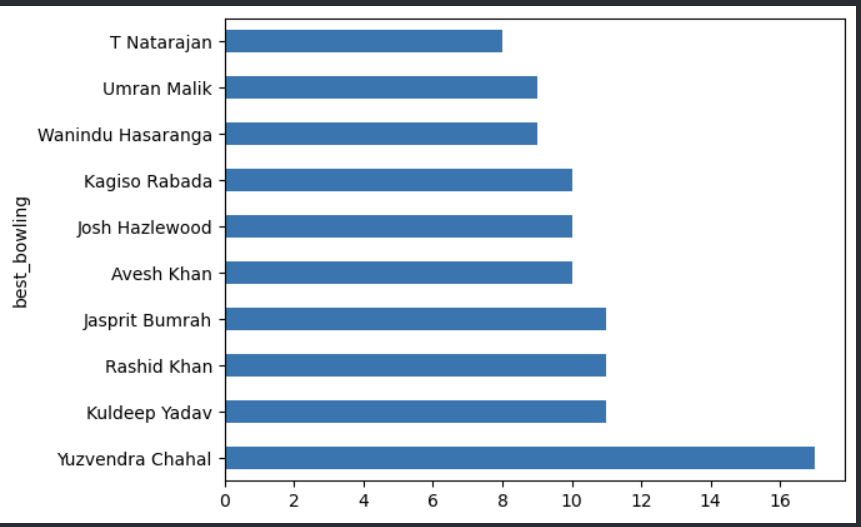 T Natarajan
Umran Malik
Wanindu Hasaranga
Kagiso Rabada
Josh Hazlewood
Avesh Khan
Jasprit Bumrah
Rashid Khan
Kuldeep Yadav
Yuzvendra Chahal
best_bowling
0 2 4 6 8 10 12 14 16